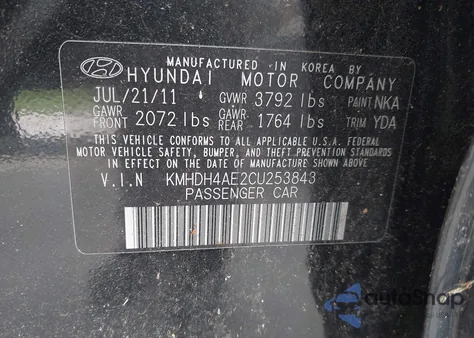 MANUFACTURED IN KOREA BY
HYUNDAI MOTOR COMPANY
JUL/21/11 GVWR 3792 lbs PAINT NKA
GAWR FRONT 2072 lbs GAWR REAR 1764 lbs TRIM YDA
THIS VEHICLE CONFORMS TO ALL APPLICABLE U.S.A. FEDERAL
MOTOR VEHICLE SAFETY, BUMPER, AND THEFT PREVENTION STANDARDS
IN EFFECT ON THE DATE OF MANUFACTURE SHOWN ABOVE.
V.I.N KMHDH4AE2CU253843
PASSENGER CAR
autoShop